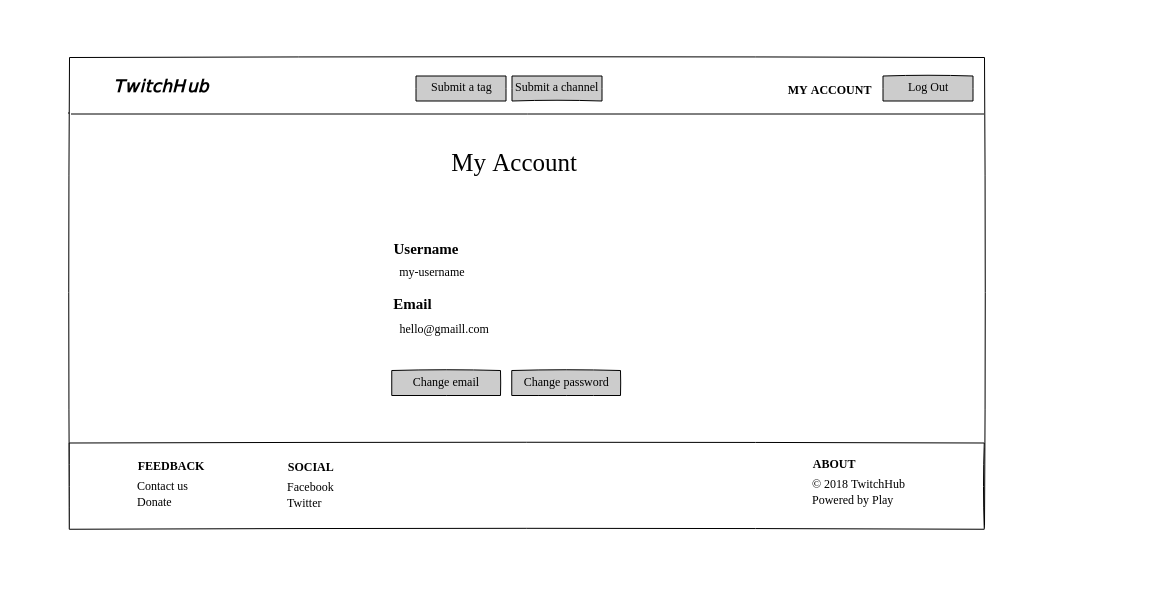 TwitchHub
Submit a tag
Submit a channel
MY ACCOUNT
Log Out
My Account
Username
my-username
Email
hello@gmaill.com
Change email
Change password
FEEDBACK
Contact us
Donate
SOCIAL
Facebook
Twitter
ABOUT
© 2018 TwitchHub
Powered by Play